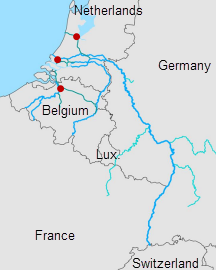 Netherlands
Germany
Belgium
Lux.
France
Switzerland